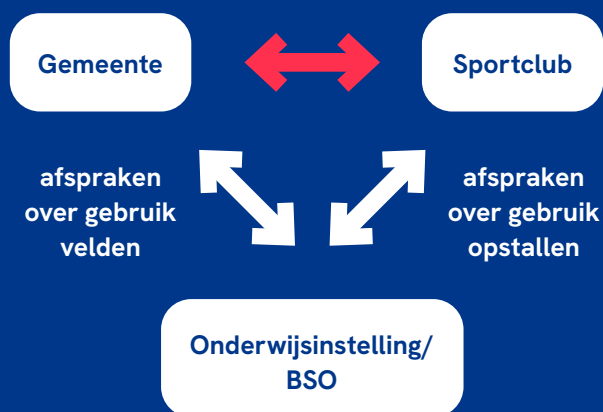 Gemeente
Sportclub
afspraken
over gebruik
velden
afspraken
over gebruik
opstallen
Onderwijsinstelling/
BSO